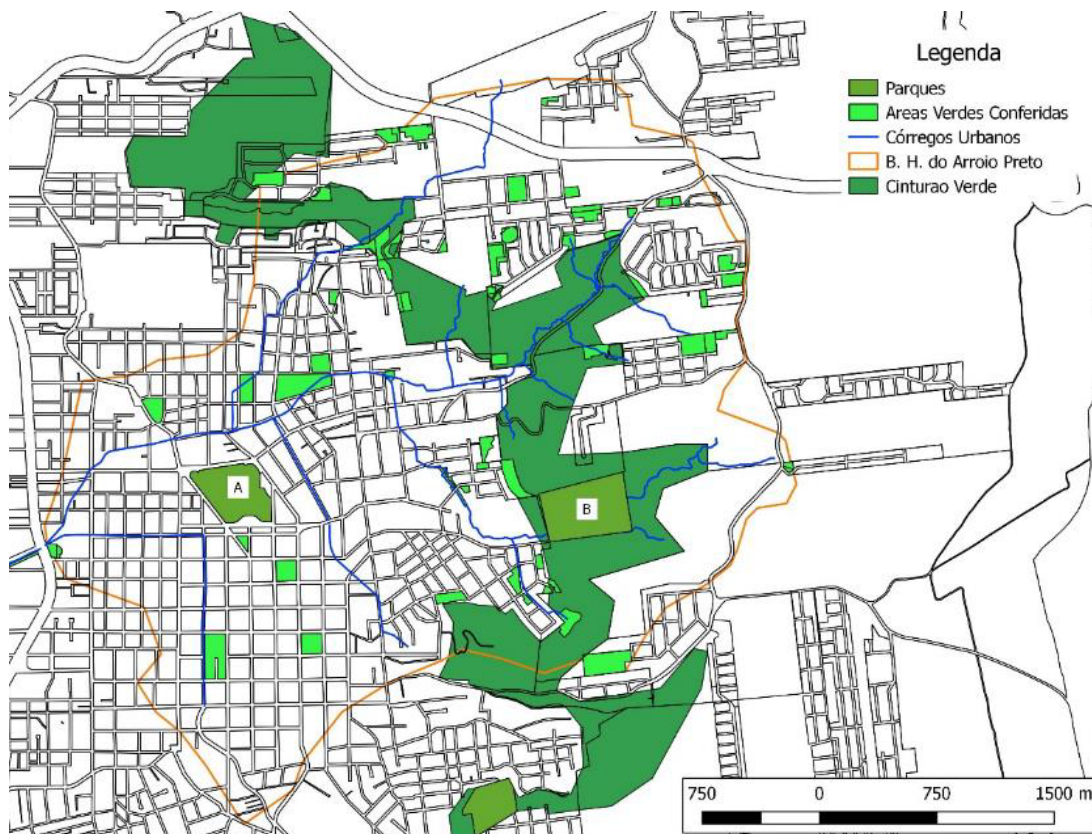 Legenda
Parques
Areas Verdes Conferidas
Córregos Urbanos
B. H. do Arroio Preto
Cinturao Verde
A
B
750 0 750 1500 m